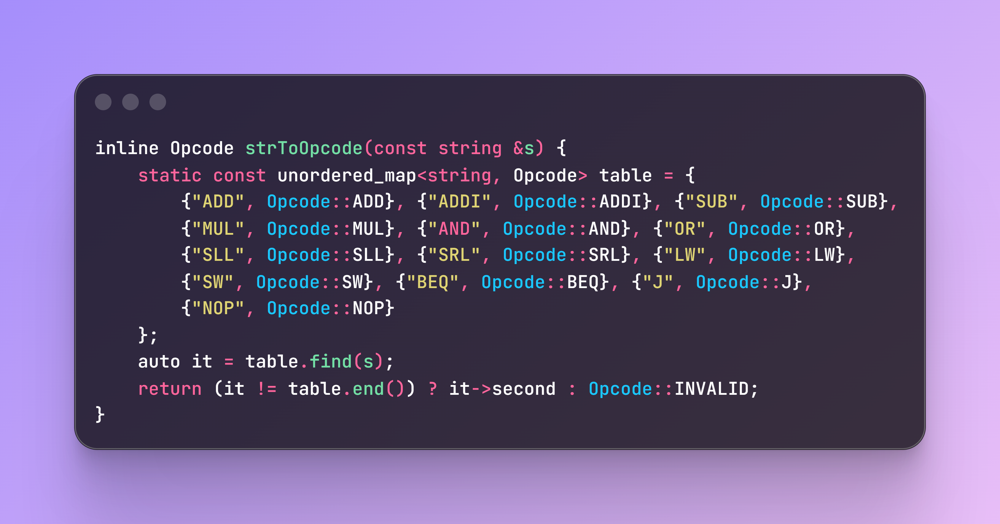 inline Opcode strToOpcode(const string &s) {
    static const unordered_map<string, Opcode> table = {
        {"ADD", Opcode::ADD}, {"ADDI", Opcode::ADDI}, {"SUB", Opcode::SUB},
        {"MUL", Opcode::MUL}, {"AND", Opcode::AND}, {"OR", Opcode::OR},
        {"SLL", Opcode::SLL}, {"SRL", Opcode::SRL}, {"LW", Opcode::LW},
        {"SW", Opcode::SW}, {"BEQ", Opcode::BEQ}, {"J", Opcode::J},
        {"NOP", Opcode::NOP}
    };
    auto it = table.find(s);
    return (it != table.end()) ? it->second : Opcode::INVALID;
}